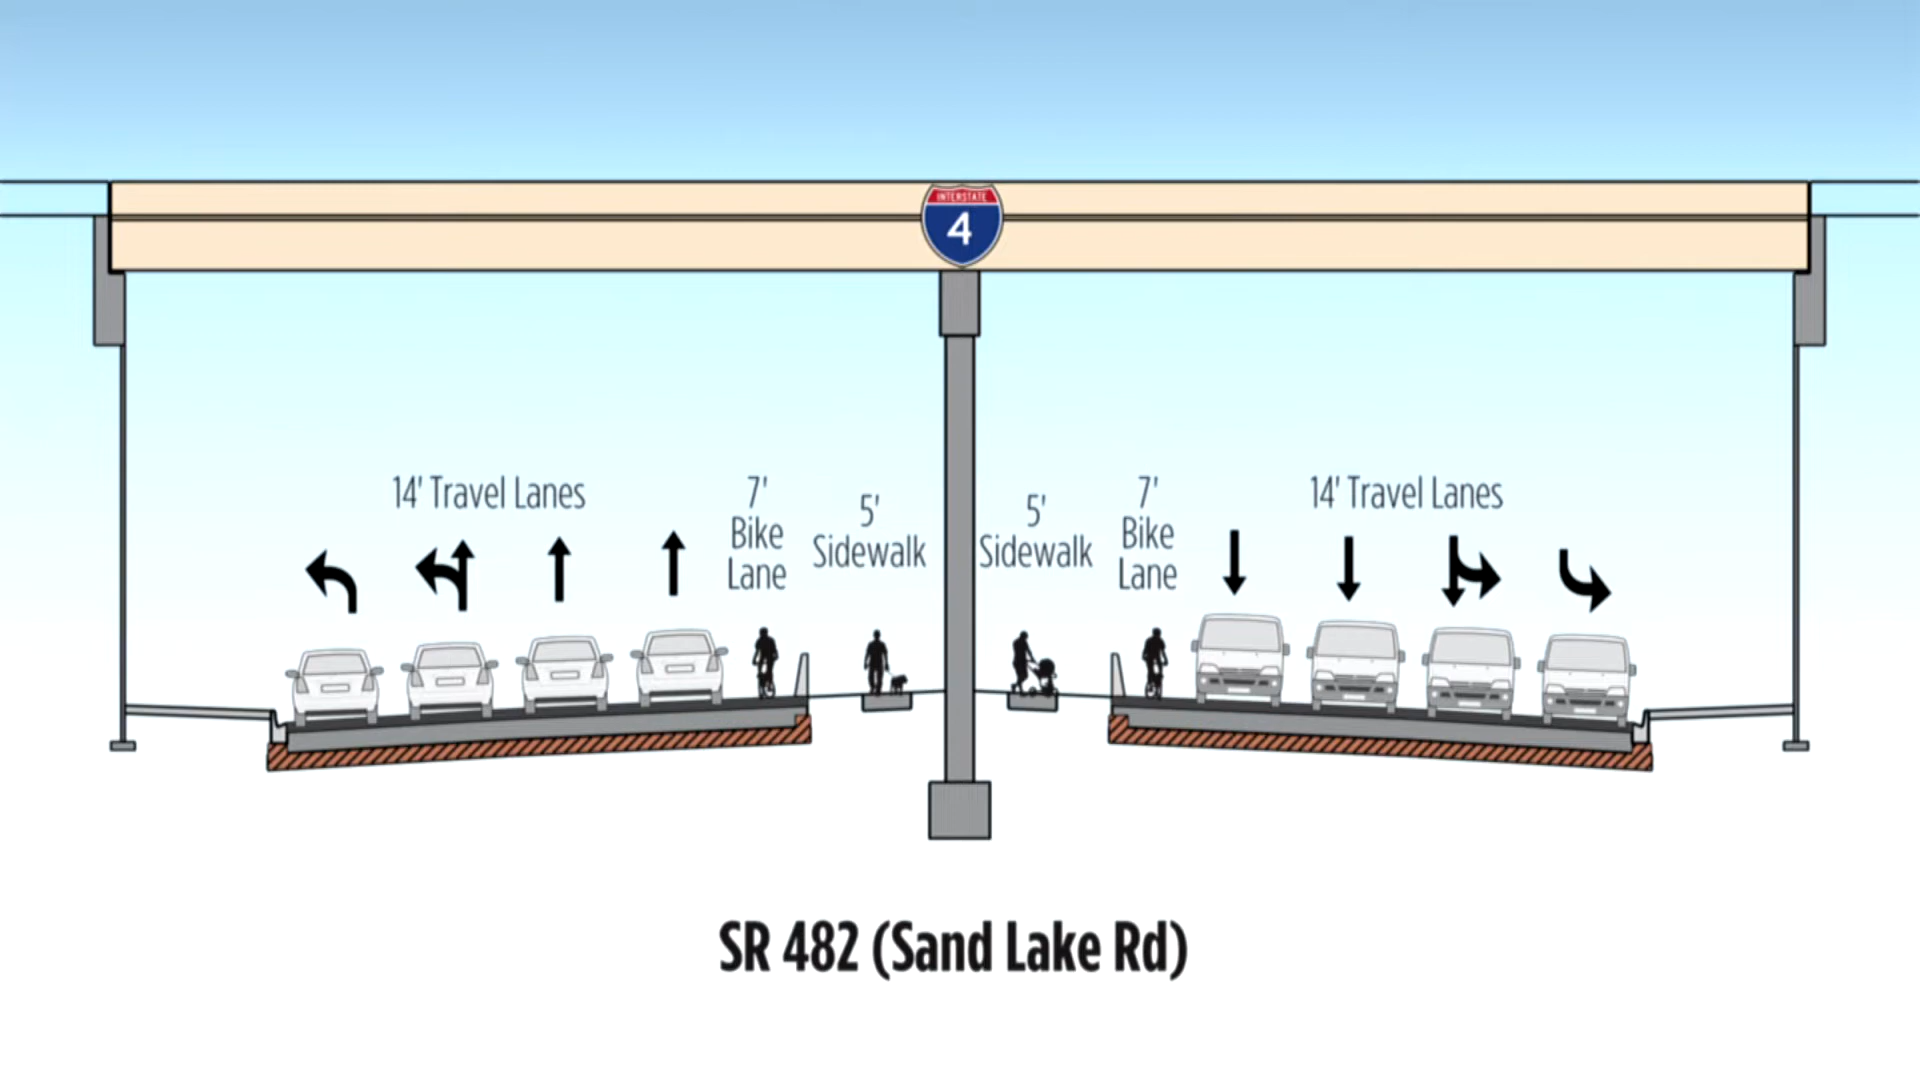 INTERSTATE
4
14' Travel Lanes
7'
Bike
Lane
5'
Sidewalk
5'
Sidewalk
7'
Bike
Lane
14' Travel Lanes
SR 482 (Sand Lake Rd)